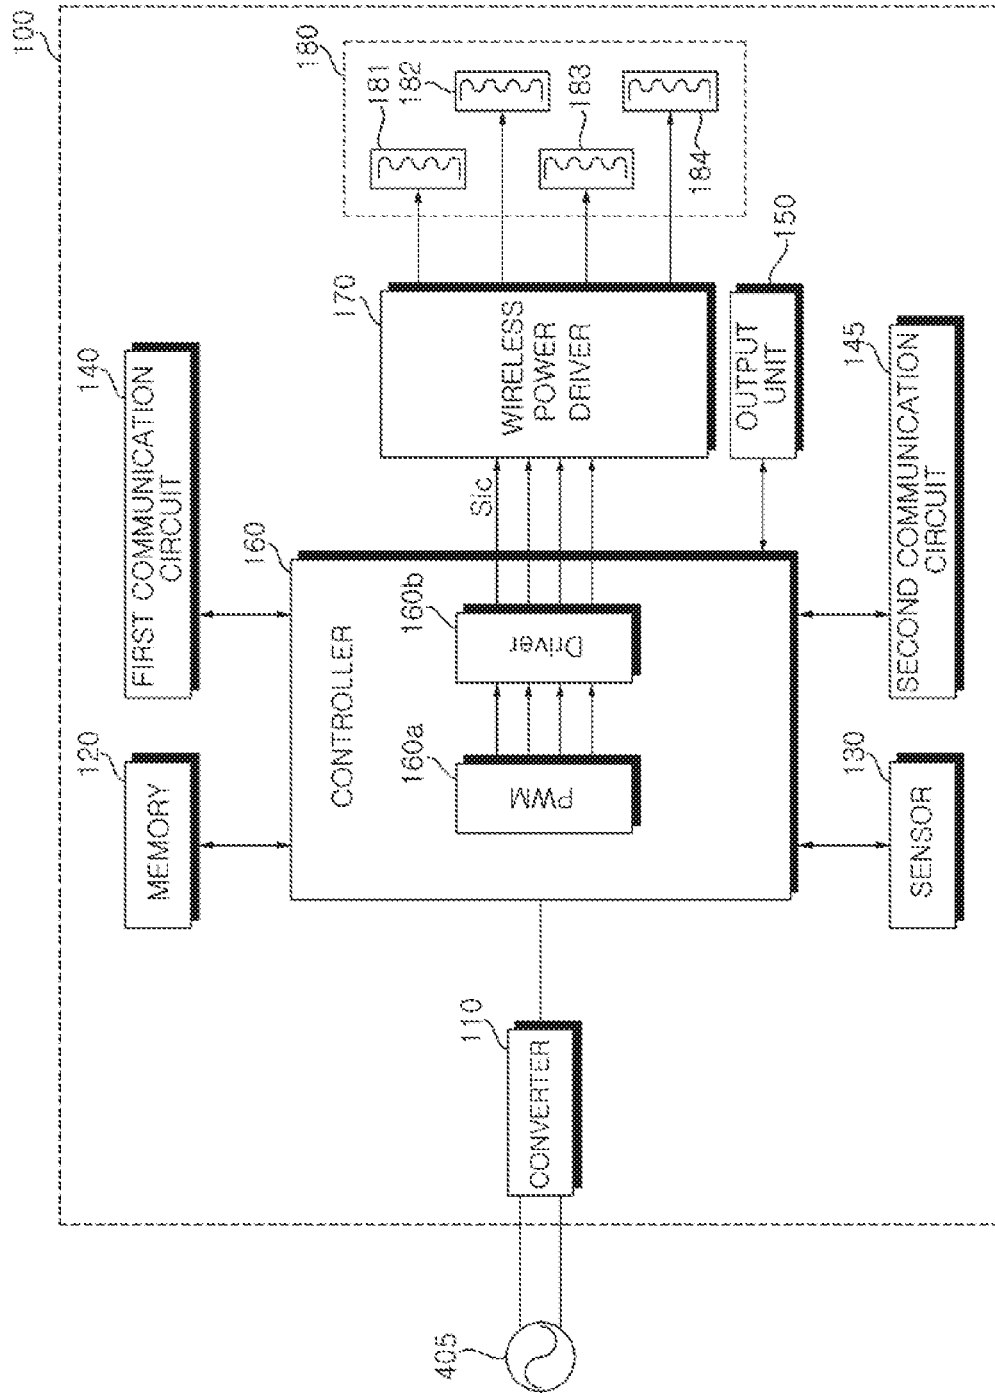 100
120
MEMORY
140
FIRST COMMUNICATION
CIRCUIT
180
181
182
183
184
160
CONTROLLER
170
WIRELESS
POWER
DRIVER
Sic
160a
PWM
160b
Driver
405
110
CONVERTER
150
OUTPUT
UNIT
130
SENSOR
145
SECOND COMMUNICATION
CIRCUIT